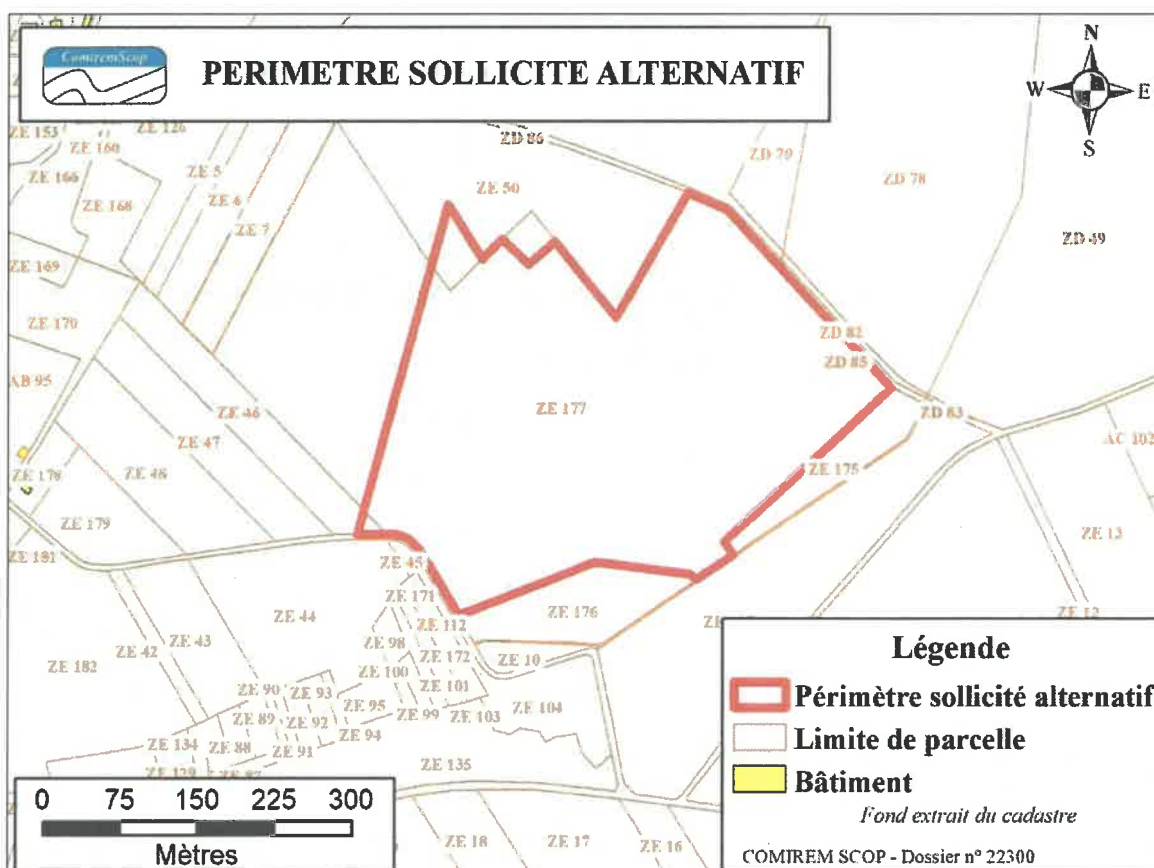 ComiremScop
PERIMETRE SOLLICITE ALTERNATIF
N
W E
S
ZE 153
ZE 126
ZD 86
ZE 160
ZD 79
ZE 5
ZD 78
ZE 166
ZE 50
ZE 6
ZE 168
ZE 7
ZD 49
ZE 169
ZE 170
ZD 82
ZD 85
AB 95
ZE 177
ZE 46
ZD 83
ZE 47
AC 102
ZE 178
ZE 48
ZE 175
ZE 179
ZE 13
ZE 181
ZE 45
ZE 171
ZE 176
ZE 12
ZE 44
ZE 112
ZE 43
ZE 98
ZE 42
ZE 172
ZE 10
ZE 182
ZE 100
ZE 90
ZE 93
ZE 101
ZE 95
ZE 104
ZE 89
ZE 92
ZE 99
ZE 103
ZE 94
ZE 134
ZE 88
ZE 91
ZE 135
ZE 129
ZE 87
ZE 18
ZE 17
ZE 16
Légende
Périmètre sollicité alternatif
Limite de parcelle
Bâtiment
Fond extrait du cadastre
COMIREM SCOP - Dossier n° 22300
0 75 150 225 300
Mètres